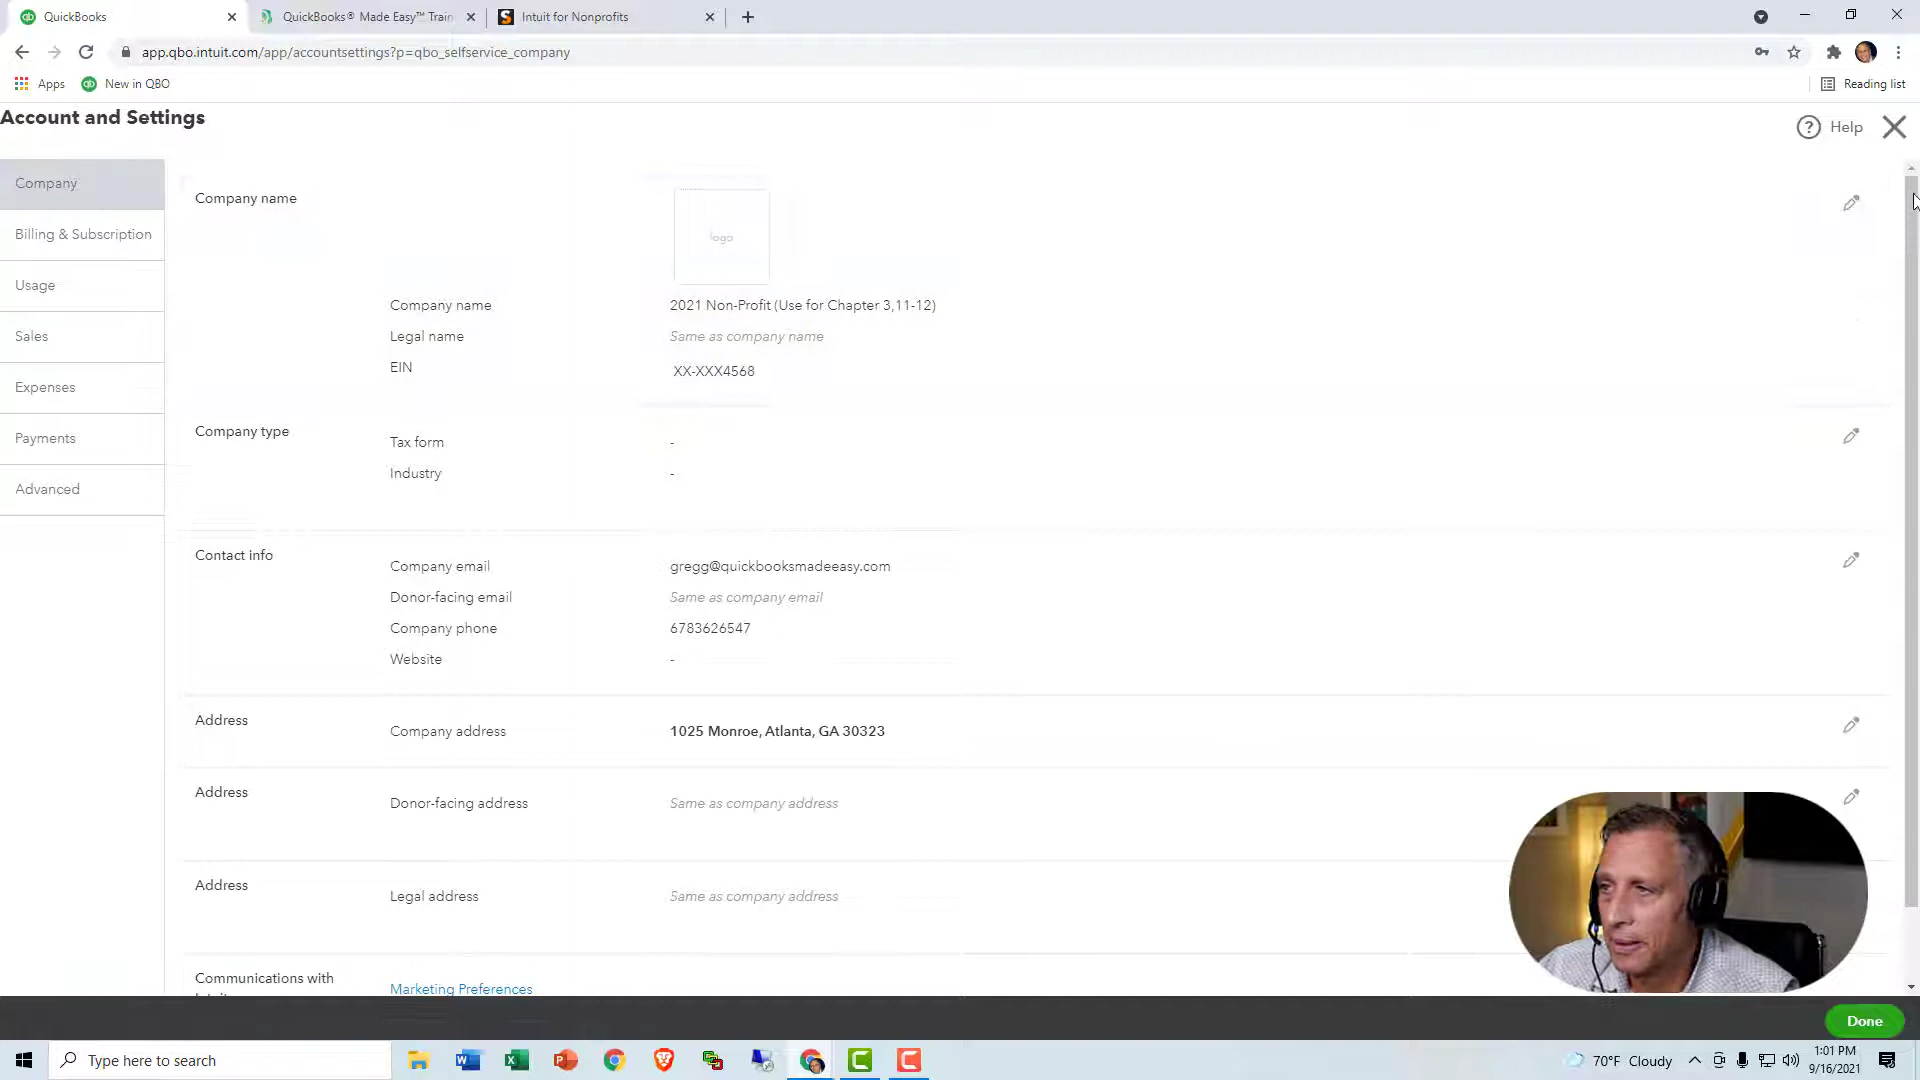 QuickBooks
QuickBooks® Made Easy™ Train
Intuit for Nonprofits
app.qbo.intuit.com/app/accountsettings?p=qbo_selfservice_company
Apps
New in QBO
Reading list
Account and Settings
Help
Company
Billing & Subscription
Usage
Sales
Expenses
Payments
Advanced
Company name
logo
Company name 2021 Non-Profit (Use for Chapter 3,11-12)
Legal name Same as company name
EIN XX-XXX4568
Company type
Tax form -
Industry -
Contact info
Company email gregg@quickbooksmadeeasy.com
Donor-facing email Same as company email
Company phone 6783626547
Website -
Address Company address 1025 Monroe, Atlanta, GA 30323
Address Donor-facing address Same as company address
Address Legal address Same as company address
Communications with
Marketing Preferences
Done
Type here to search
70°F Cloudy
1:01 PM
9/16/2021